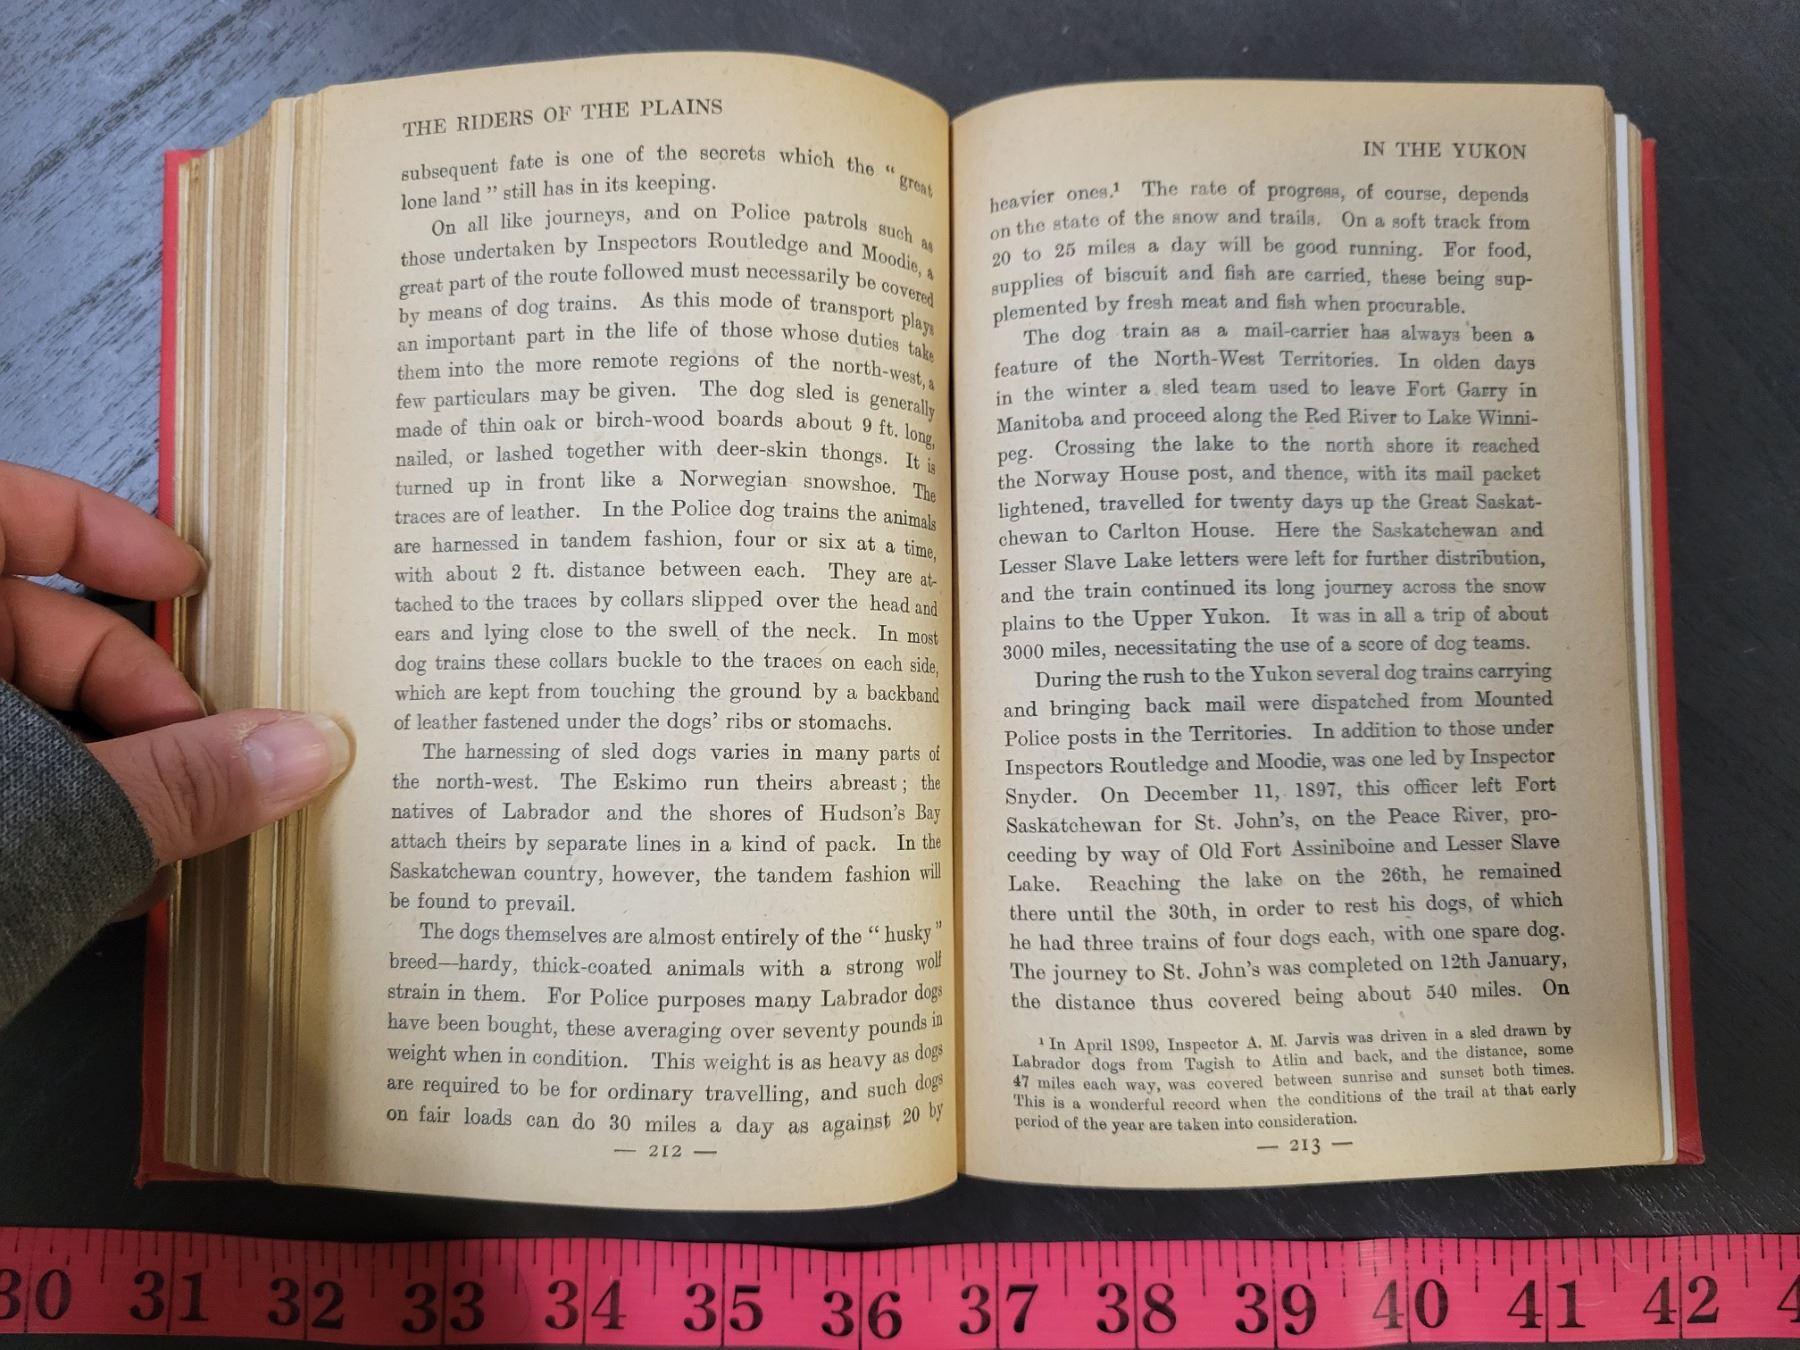 THE RIDERS OF THE PLAINS
subsequent fate is one of the secrets which the “ great
lone land ” still has in its keeping.
On all like journeys, and on Police patrols such as
those undertaken by Inspectors Routledge and Moodie, a
great part of the route followed must necessarily be covered
by means of dog trains. As this mode of transport plays
an important part in the life of those whose duties take
them into the more remote regions of the north-west, a
few particulars may be given. The dog sled is generally
made of thin oak or birch-wood boards about 9 ft. long,
nailed, or lashed together with deer-skin thongs. It is
turned up in front like a Norwegian snowshoe. The
traces are of leather. In the Police dog trains the animals
are harnessed in tandem fashion, four or six at a time,
with about 2 ft. distance between each. They are at-
tached to the traces by collars slipped over the head and
ears and lying close to the swell of the neck. In most
dog trains these collars buckle to the traces on each side,
which are kept from touching the ground by a backband
of leather fastened under the dogs’ ribs or stomachs.
The harnessing of sled dogs varies in many parts of
the north-west. The Eskimo run theirs abreast ; the
natives of Labrador and the shores of Hudson’s Bay
attach theirs by separate lines in a kind of pack. In the
Saskatchewan country, however, the tandem fashion will
be found to prevail.
The dogs themselves are almost entirely of the “ husky ”
breed—hardy, thick-coated animals with a strong wolf
strain in them. For Police purposes many Labrador dogs
have been bought, these averaging over seventy pounds in
weight when in condition. This weight is as heavy as dogs
are required to be for ordinary travelling, and such dogs
on fair loads can do 30 miles a day as against 20 by
— 212 —
IN THE YUKON
heavier ones.¹ The rate of progress, of course, depends
on the state of the snow and trails. On a soft track from
20 to 25 miles a day will be good running. For food,
supplies of biscuit and fish are carried, these being sup-
plemented by fresh meat and fish when procurable.
The dog train as a mail-carrier has always been a
feature of the North-West Territories. In olden days
in the winter a sled team used to leave Fort Garry in
Manitoba and proceed along the Red River to Lake Winni-
peg. Crossing the lake to the north shore it reached
the Norway House post, and thence, with its mail packet
lightened, travelled for twenty days up the Great Saskat-
chewan to Carlton House. Here the Saskatchewan and
Lesser Slave Lake letters were left for further distribution,
and the train continued its long journey across the snow
plains to the Upper Yukon. It was in all a trip of about
3000 miles, necessitating the use of a score of dog teams.
During the rush to the Yukon several dog trains carrying
and bringing back mail were dispatched from Mounted
Police posts in the Territories. In addition to those under
Inspectors Routledge and Moodie, was one led by Inspector
Snyder. On December 11, 1897, this officer left Fort
Saskatchewan for St. John’s, on the Peace River, pro-
ceeding by way of Old Fort Assiniboine and Lesser Slave
Lake. Reaching the lake on the 26th, he remained
there until the 30th, in order to rest his dogs, of which
he had three trains of four dogs each, with one spare dog.
The journey to St. John’s was completed on 12th January,
the distance thus covered being about 540 miles. On
¹ In April 1899, Inspector A. M. Jarvis was driven in a sled drawn by
Labrador dogs from Tagish to Atlin and back, and the distance, some
47 miles each way, was covered between sunrise and sunset both times.
This is a wonderful record when the conditions of the trail at that early
period of the year are taken into consideration.
— 213 —
30 31 32 33 34 35 36 37 38 39 40 41 42 4